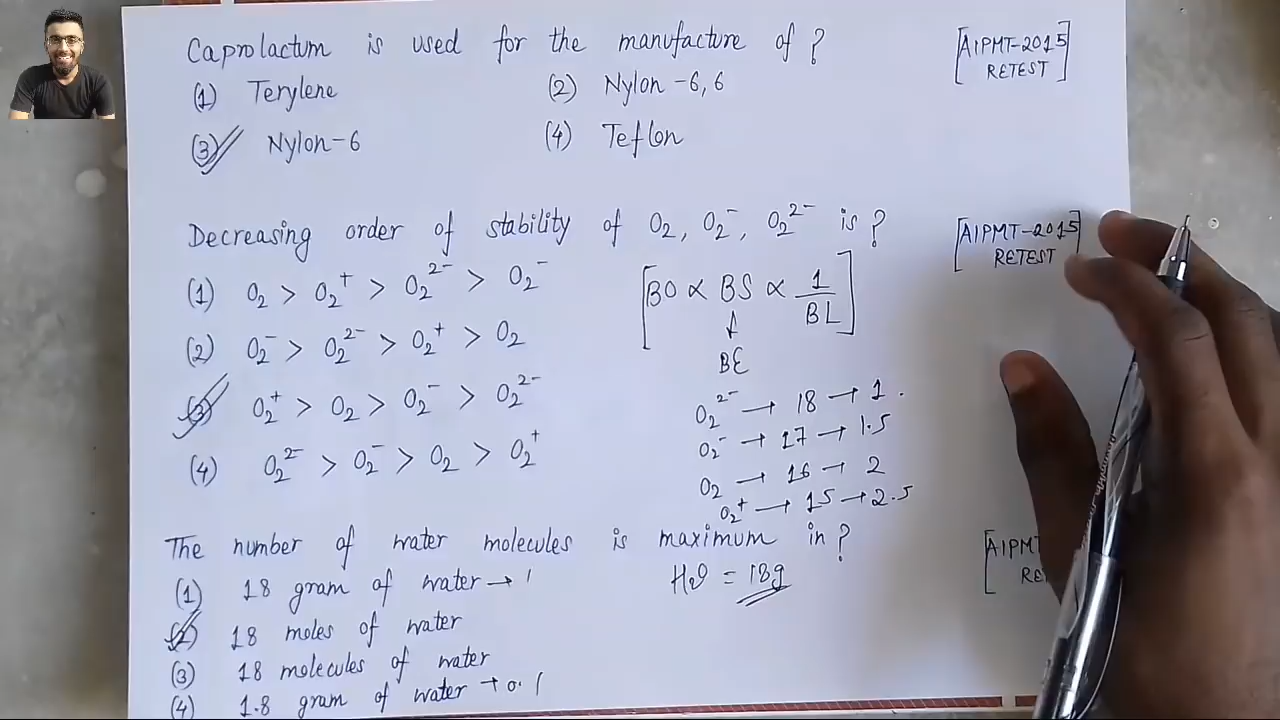 Caprolactum is used for the manufacture of ? [AIPMT-2015 RETEST]
(1) Terylene (2) Nylon-6,6
(3) Nylon-6 (4) Teflon
Decreasing order of stability of O₂, O₂⁻, O₂²⁻ is ? [AIPMT-2015 RETEST]
(1) O₂ > O₂⁺ > O₂²⁻ > O₂⁻
(2) O₂⁻ > O₂²⁻ > O₂⁺ > O₂
(3) O₂⁺ > O₂ > O₂⁻ > O₂²⁻
(4) O₂²⁻ > O₂⁻ > O₂ > O₂⁺
[BO ∝ BS ∝ 1/BL]
↓
BE
O₂²⁻ → 18 → 1.
O₂⁻ → 17 → 1.5
O₂ → 16 → 2
O₂⁺ → 15 → 2.5
The number of water molecules is maximum in ? [AIPMT
RE
(1) 18 gram of water → 1
H₂O = 18g
(2) 18 moles of water
(3) 18 molecules of water
(4) 1.8 gram of water → 0.1